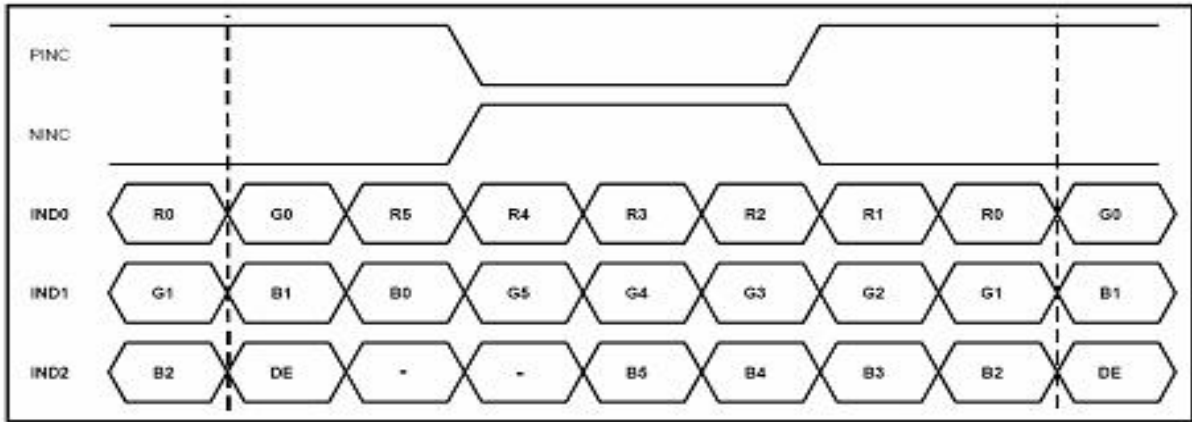 PINC
NINC
IND0 R0 G0 R5 R4 R3 R2 R1 R0 G0
IND1 G1 B1 B0 G5 G4 G3 G2 G1 B1
IND2 B2 DE - - B5 B4 B3 B2 DE